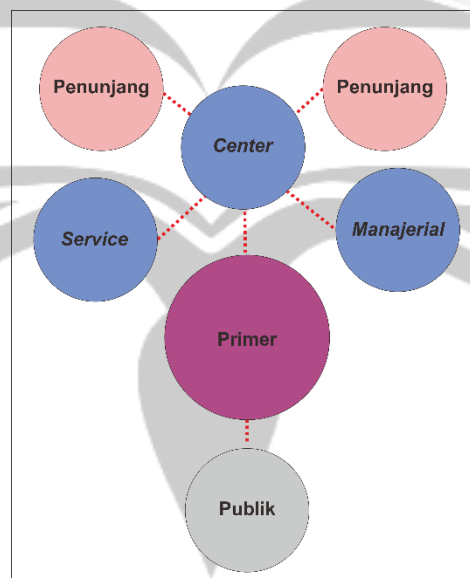 Penunjang
Penunjang
Center
Service
Manajerial
Primer
Publik